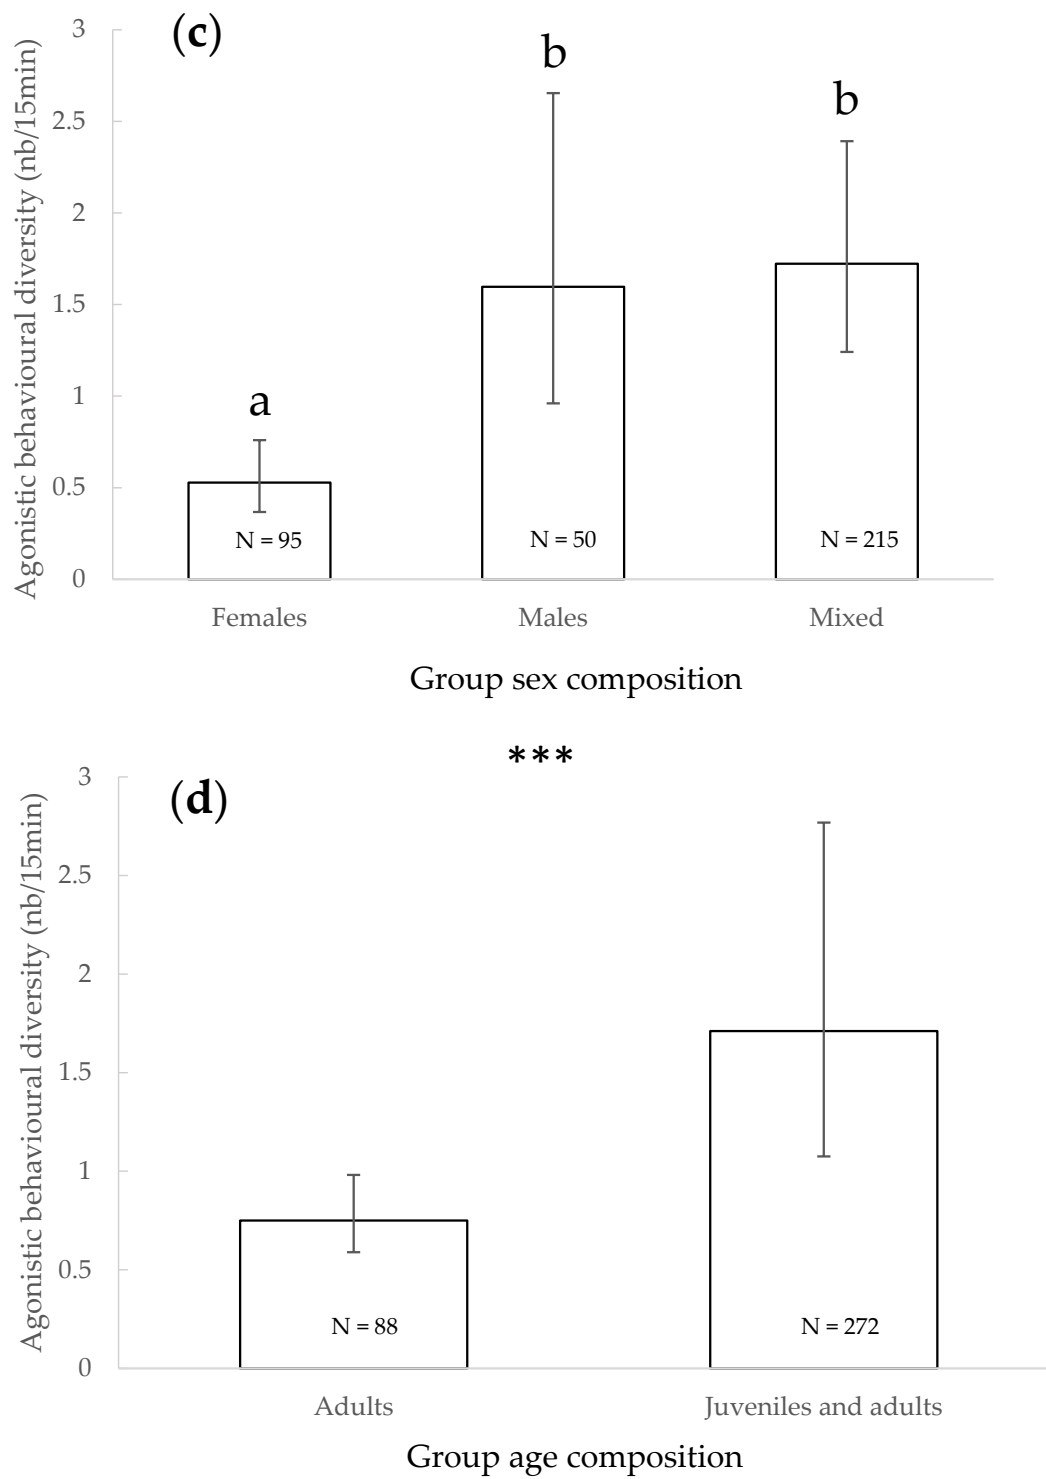 (c)
Agonistic behavioural diversity (nb/15min)
3
2.5
2
1.5
1
0.5
0
a
b
b
N = 95
N = 50
N = 215
Females
Males
Mixed
Group sex composition
***
(d)
Agonistic behavioural diversity (nb/15min)
3
2.5
2
1.5
1
0.5
0
N = 88
N = 272
Adults
Juveniles and adults
Group age composition